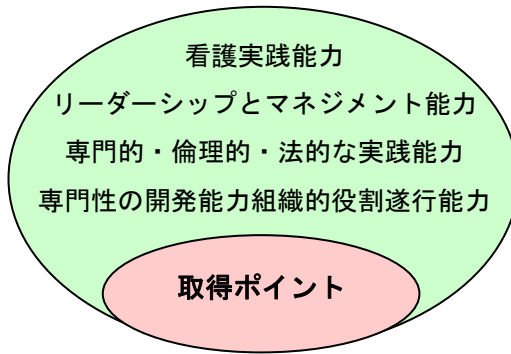 看護実践能力
リーダーシップとマネジメント能力
専門的・倫理的・法的な実践能力
専門性の開発能力組織的役割遂行能力
取得ポイント